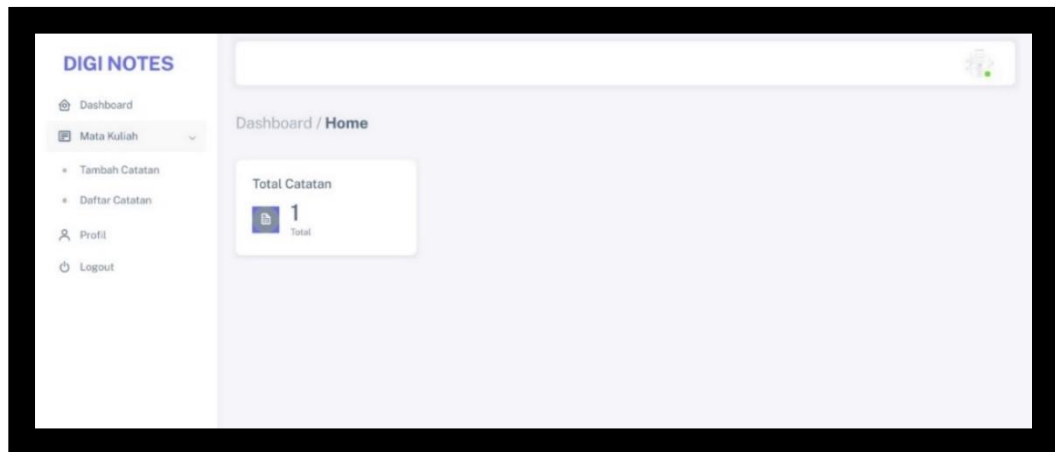 DIGI NOTES
Dashboard
Mata Kuliah
Tambah Catatan
Daftar Catatan
Profil
Logout
Dashboard / Home
Total Catatan
1
Total